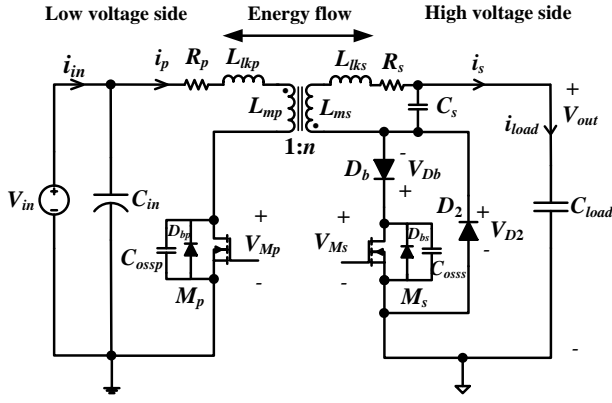 Low voltage side
Energy flow
High voltage side
i_in
i_p
R_p
L_lkp
L_lks
R_s
i_s
+
V_out
-
L_mp
L_ms
1:n
C_s
i_load
V_in
+
-
C_in
D_b
-
V_Db
+
D_2
+
V_D2
-
C_load
D_bp
C_ossp
M_p
+
V_Mp
-
+
V_Ms
-
D_bs
C_osss
M_s